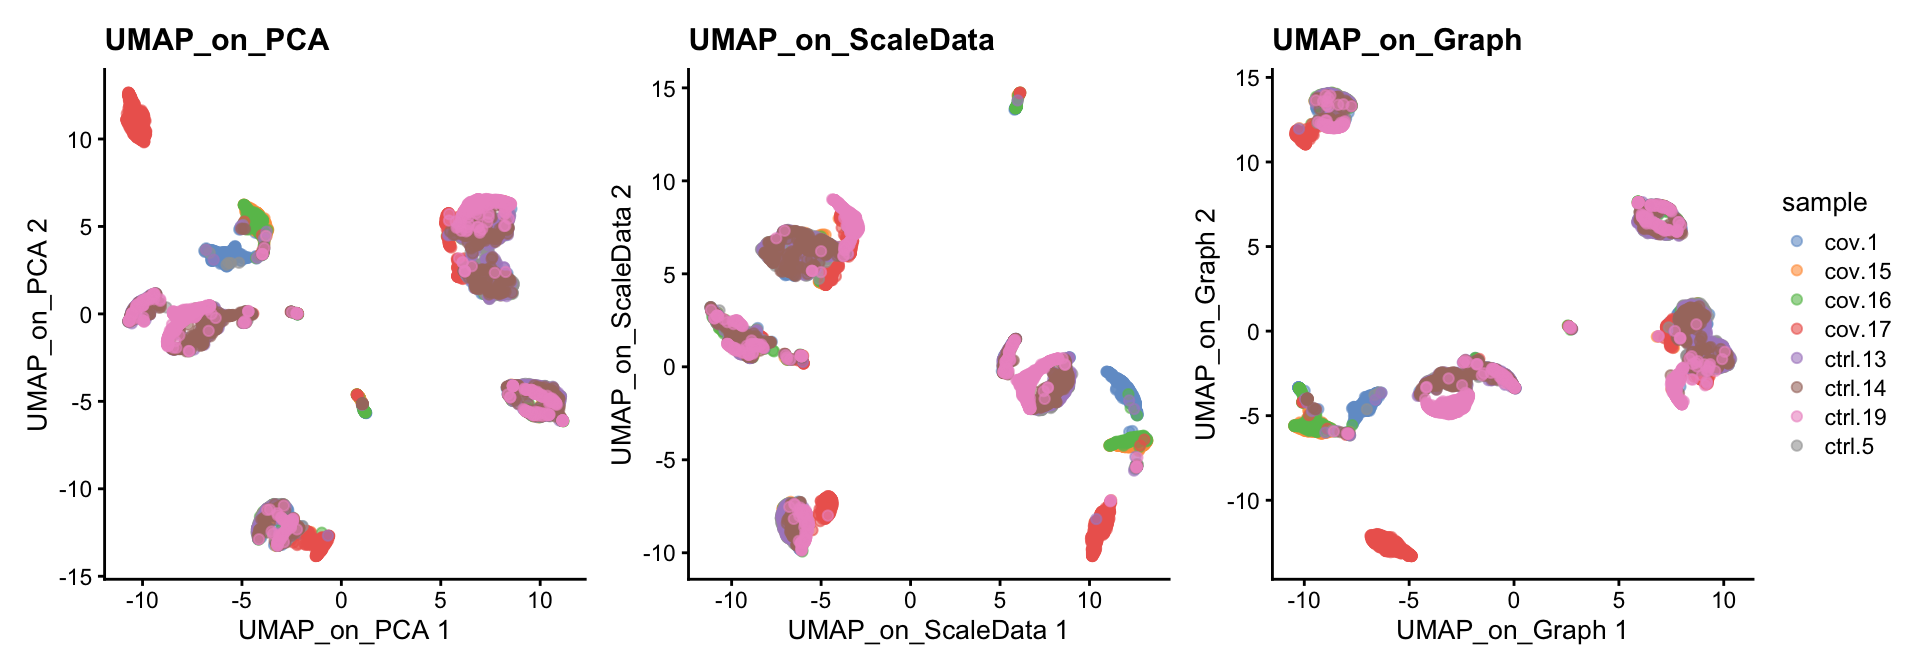 UMAP_on_PCA
10
5
0
-5
-10
-15
-10
-5
0
5
10
UMAP_on_PCA 2
UMAP_on_PCA 1
UMAP_on_ScaleData
15
10
5
0
-5
-10
-10
-5
0
5
10
UMAP_on_ScaleData 2
UMAP_on_ScaleData 1
UMAP_on_Graph
15
10
5
0
-5
-10
-10
-5
0
5
10
UMAP_on_Graph 2
UMAP_on_Graph 1
sample
cov.1
cov.15
cov.16
cov.17
ctrl.13
ctrl.14
ctrl.19
ctrl.5